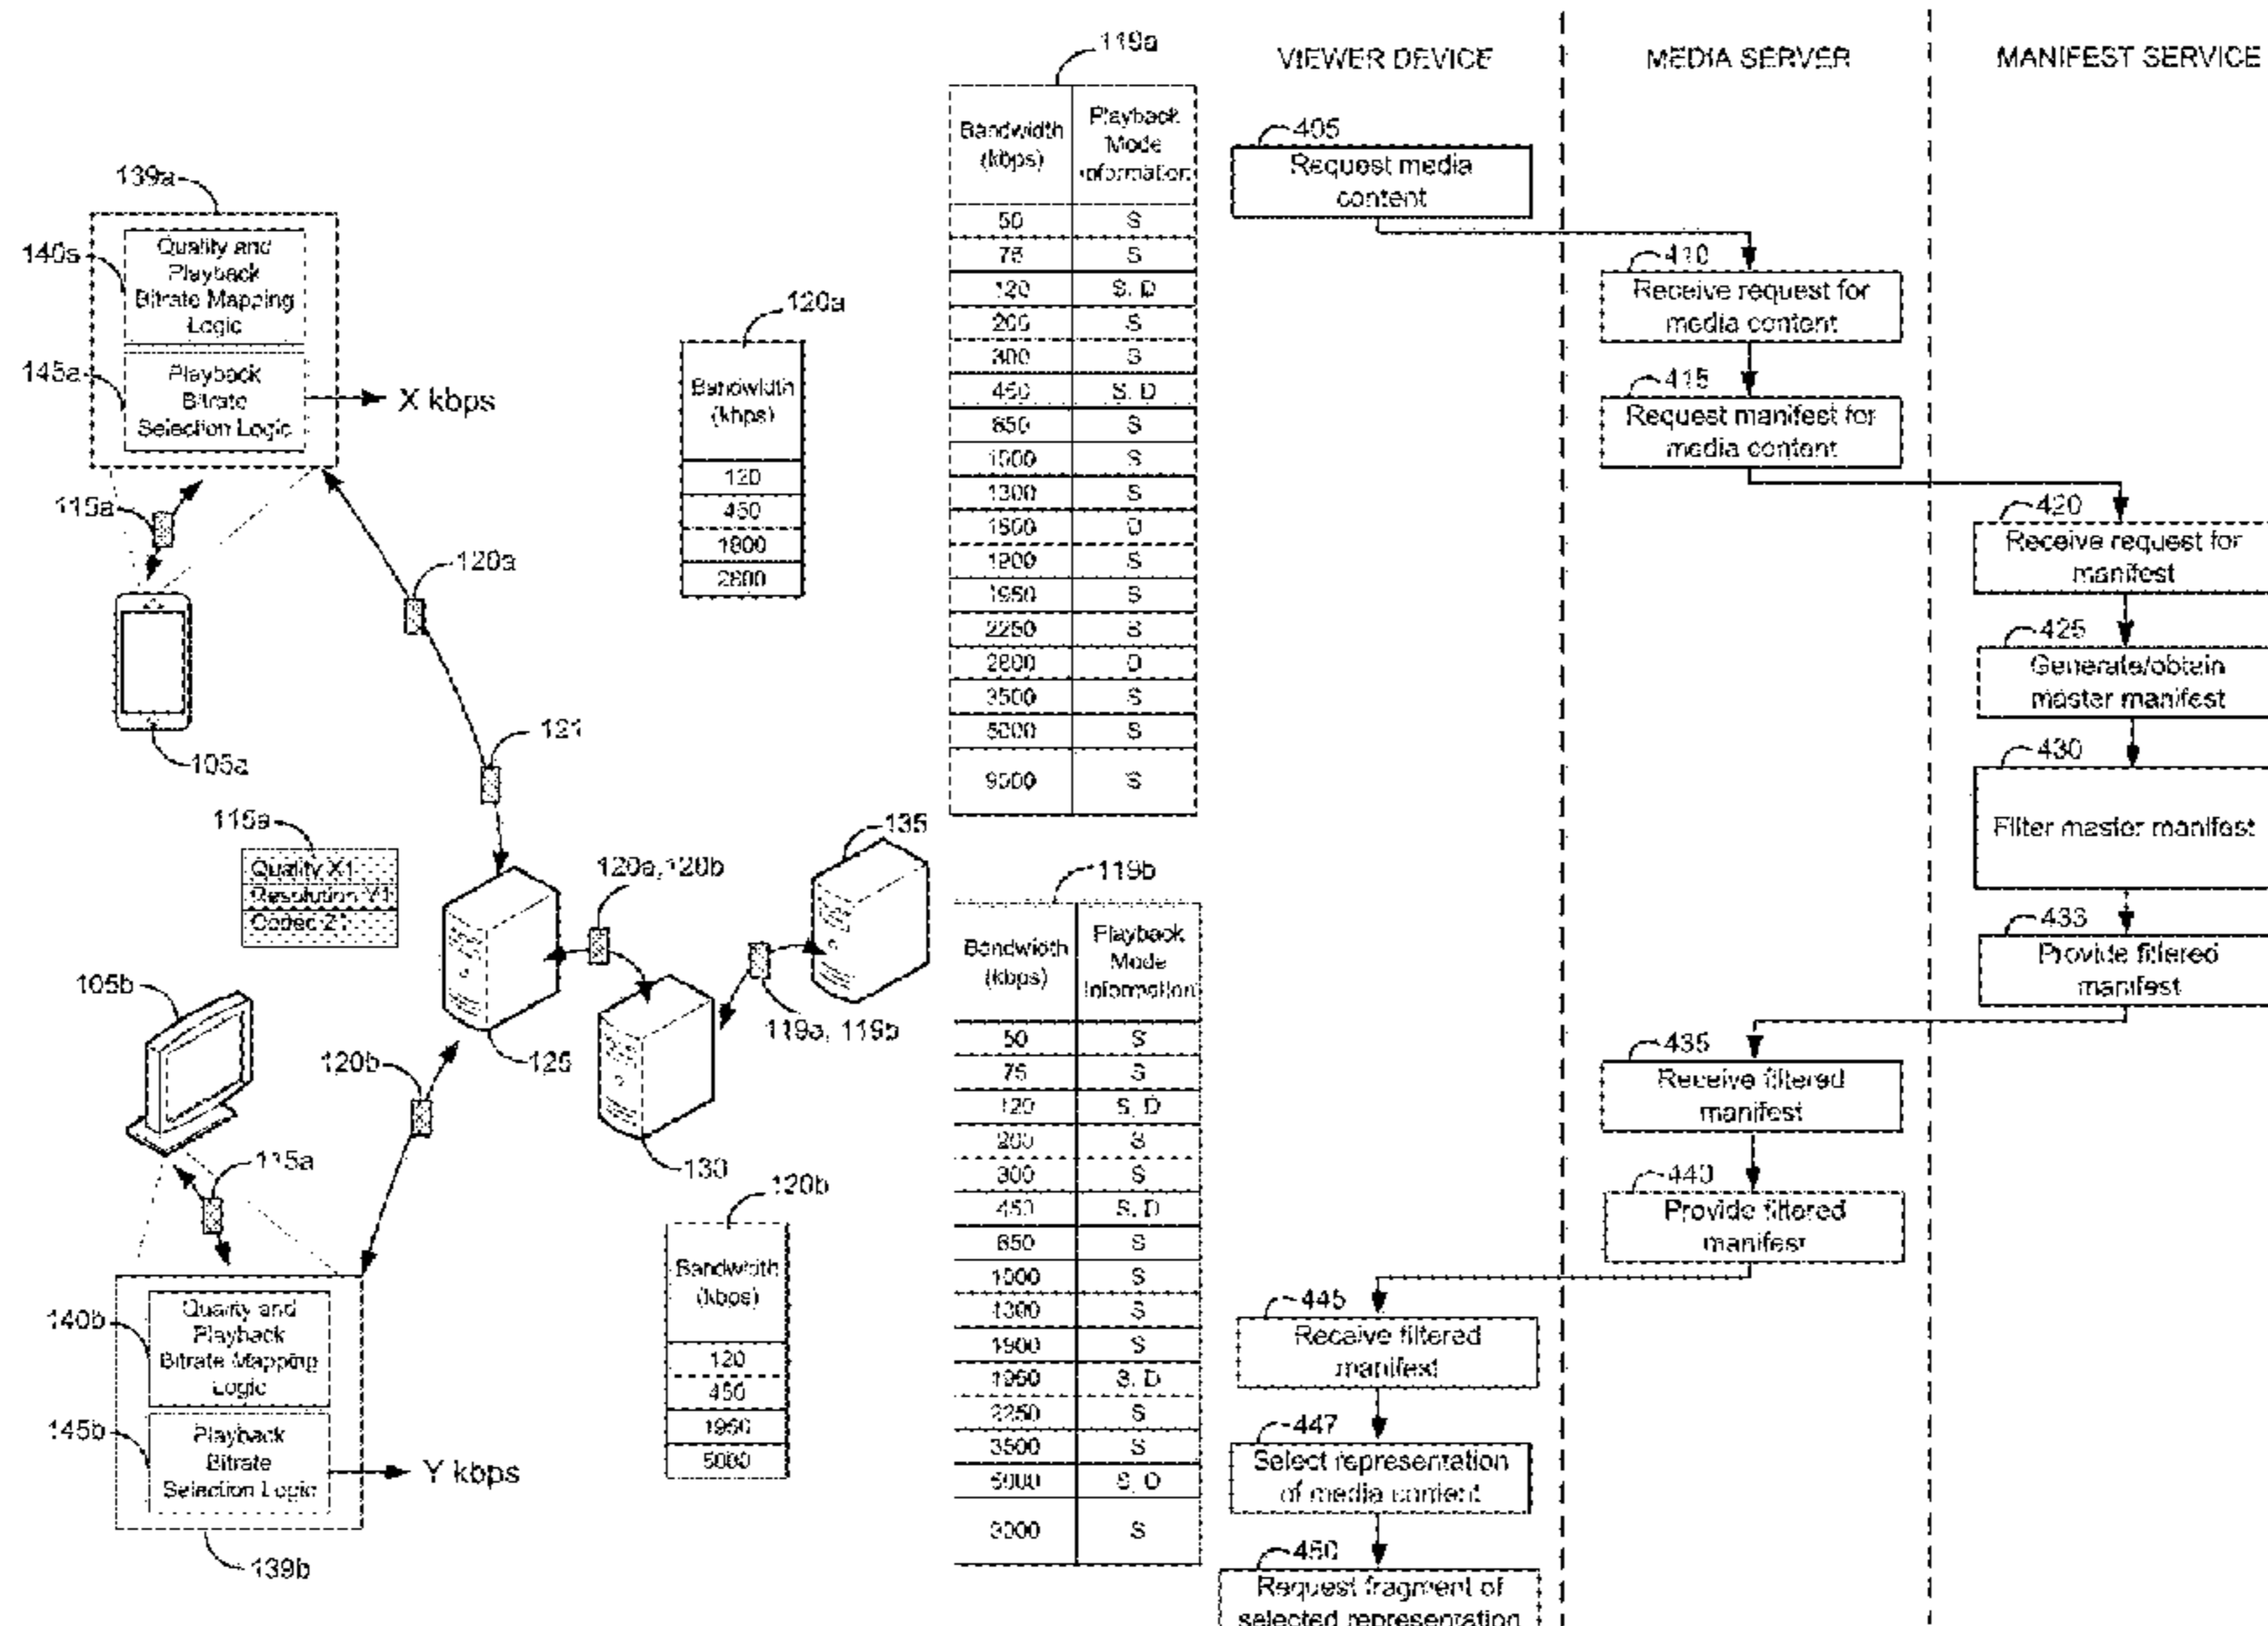 139a
140a
Quality and
Playback
Bitrate Mapping
Logic
145a
Playback
Bitrate
Selection Logic
X kbps
115a
105a
120a
121
120a
Bandwidth
(kbps)
120
450
1800
2800
115a
Quality X1
Resolution Y1
Codec Z1
105b
115a
120b
125
120a, 120b
130
135
119a, 119b
140b
Quality and
Playback
Bitrate Mapping
Logic
145b
Playback
Bitrate
Selection Logic
Y kbps
139b
120b
Bandwidth
(kbps)
120
450
1950
5000
119a
Bandwidth
(kbps)
Playback
Mode
Information
50 S
75 S
120 S, D
200 S
300 S
450 S, D
650 S
1000 S
1300 S
1800 D
1900 S
1950 S
2250 S
2800 D
3500 S
5000 S
9000 S
119b
Bandwidth
(kbps)
Playback
Mode
Information
50 S
75 S
120 S, D
200 S
300 S
450 S, D
650 S
1000 S
1300 S
1900 S
1950 S, D
2250 S
3500 S
5000 S, D
S
VIEWER DEVICE
MEDIA SERVER
MANIFEST SERVICE
405
Request media
content
410
Receive request for
media content
415
Request manifest for
media content
420
Receive request for
manifest
425
Generate/obtain
master manifest
430
Filter master manifest
433
Provide filtered
manifest
435
Receive filtered
manifest
440
Provide filtered
manifest
445
Receive filtered
manifest
447
Select representation
of media content
450
Request fragment of
selected representation